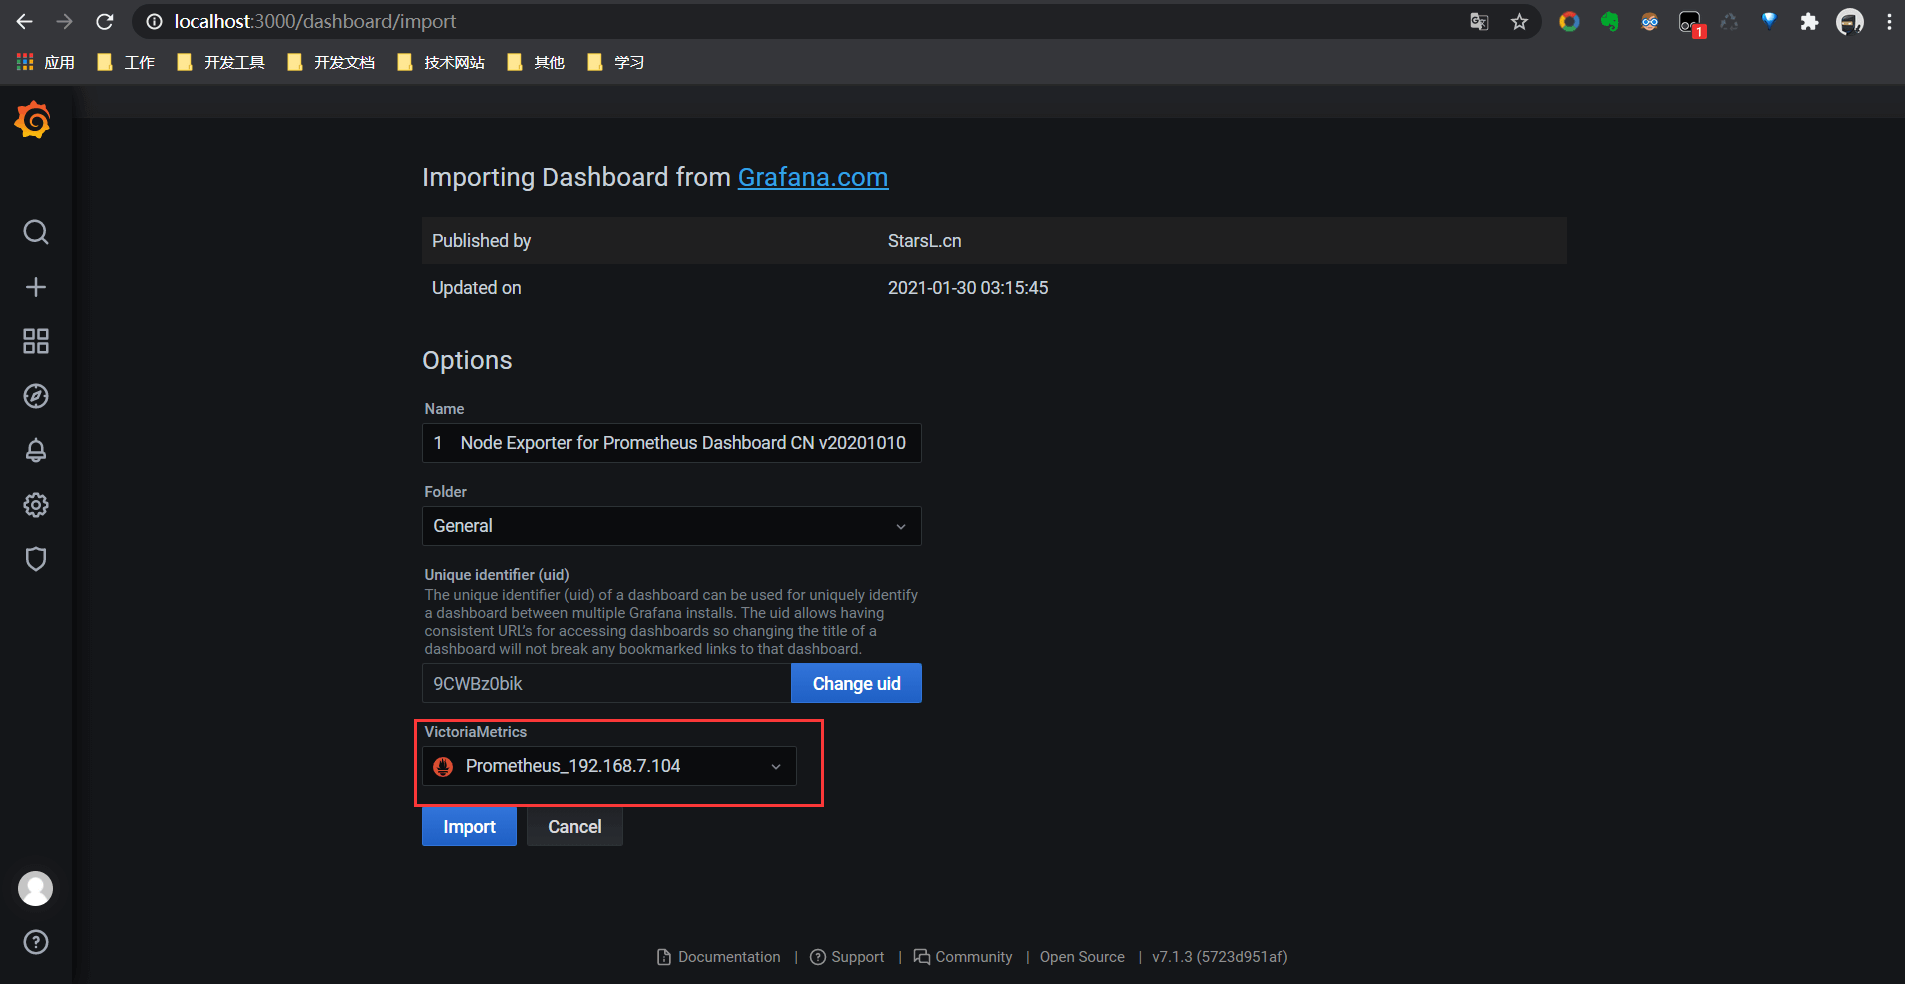 localhost:3000/dashboard/import
1
应用 工作 开发工具 开发文档 技术网站 其他 学习
Importing Dashboard from Grafana.com
Published by StarsL.cn
Updated on 2021-01-30 03:15:45
Options
Name
1 Node Exporter for Prometheus Dashboard CN v20201010
Folder
General
Unique identifier (uid)
The unique identifier (uid) of a dashboard can be used for uniquely identify
a dashboard between multiple Grafana installs. The uid allows having
consistent URL's for accessing dashboards so changing the title of a
dashboard will not break any bookmarked links to that dashboard.
9CWBz0bik Change uid
VictoriaMetrics
Prometheus_192.168.7.104
Import Cancel
Documentation | Support | Community | Open Source | v7.1.3 (5723d951af)